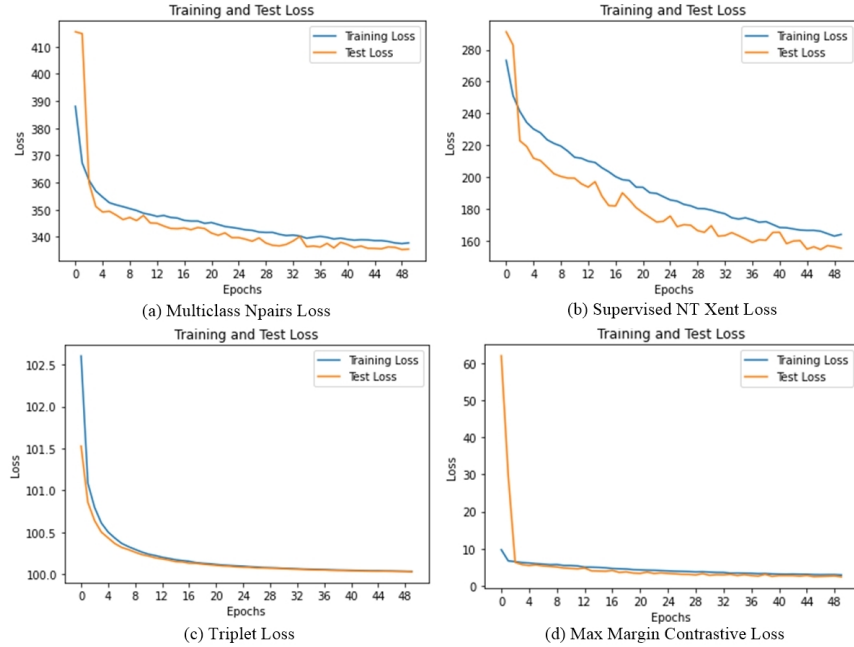 Training and Test Loss
Training Loss
Test Loss
410
400
390
380
370
360
350
340
Loss
0 4 8 12 16 20 24 28 32 36 40 44 48
Epochs
(a) Multiclass Npairs Loss
Training and Test Loss
Training Loss
Test Loss
280
260
240
220
200
180
160
Loss
0 4 8 12 16 20 24 28 32 36 40 44 48
Epochs
(b) Supervised NT Xent Loss
Training and Test Loss
Training Loss
Test Loss
102.5
102.0
101.5
101.0
100.5
100.0
Loss
0 4 8 12 16 20 24 28 32 36 40 44 48
Epochs
(c) Triplet Loss
Training and Test Loss
Training Loss
Test Loss
60
50
40
30
20
10
0
Loss
0 4 8 12 16 20 24 28 32 36 40 44 48
Epochs
(d) Max Margin Contrastive Loss